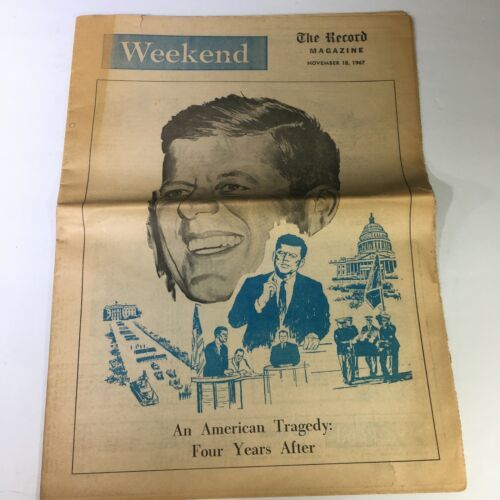 Weekend
The Record
MAGAZINE
NOVEMBER 18, 1967
An American Tragedy:
Four Years After